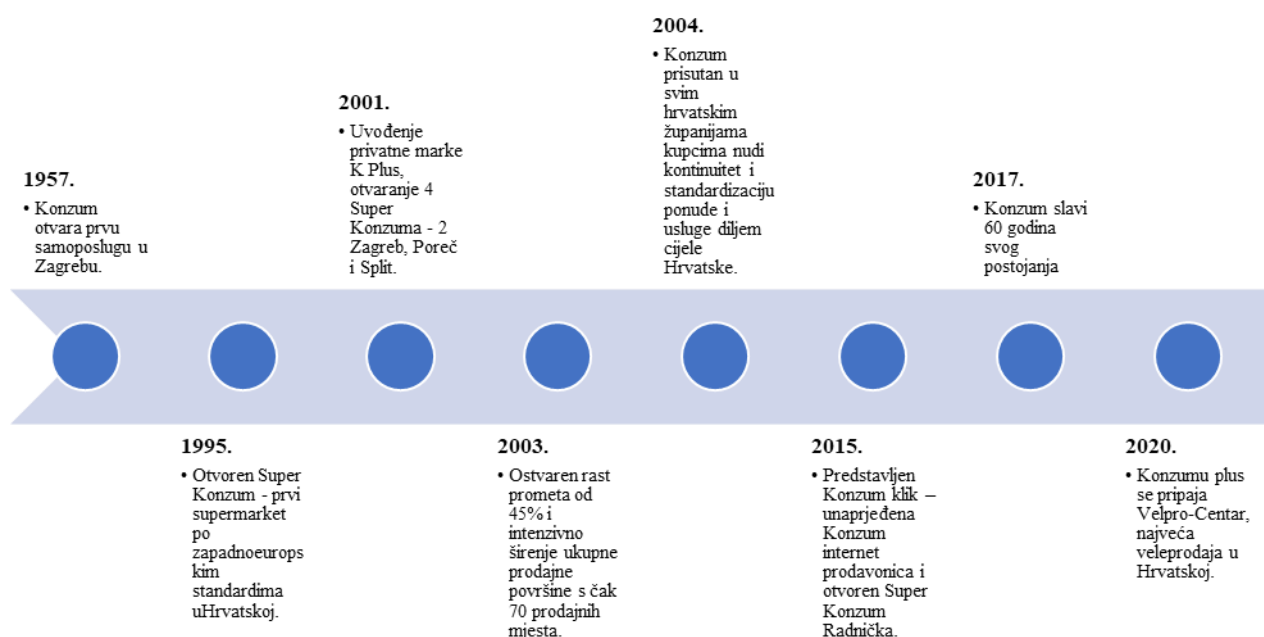 1957.
• Konzum
otvara prvu
samoposlugu u
Zagrebu.
1995.
• Otvoren Super
Konzum - prvi
supermarket
po
zapadnoeurops
kim
standardima
uHrvatskoj.
2001.
• Uvođenje
privatne marke
K Plus,
otvaranje 4
Super
Konzuma - 2
Zagreb, Poreč
i Split.
2003.
• Ostvaren rast
prometa od
45% i
intenzivno
širenje ukupne
prodajne
površine s čak
70 prodajnih
mjesta.
2004.
• Konzum
prisutan u
svim
hrvatskim
županijama
kupcima nudi
kontinuitet i
standardizaciju
ponude i
usluge diljem
cijele
Hrvatske.
2015.
• Predstavljen
Konzum klik –
unaprjeđena
Konzum
internet
prodavonica i
otvoren Super
Konzum
Radnička.
2017.
• Konzum slavi
60 godina
svog
postojanja
2020.
• Konzumu plus
se pripaja
Velpro-Centar,
najveća
veleprodaja u
Hrvatskoj.